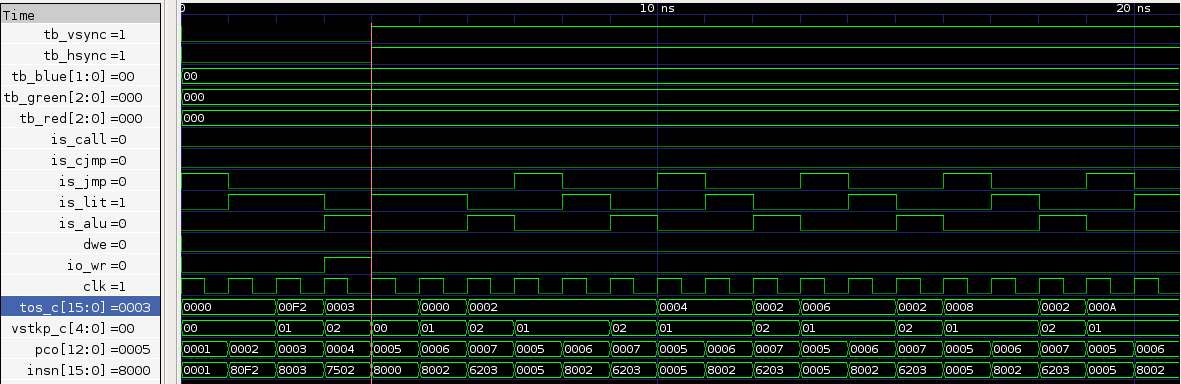 0 10 ns 20 ns
Time
tb_vsync=1
tb_hsync=1
tb_blue[1:0]=00 00
tb_green[2:0]=000 000
tb_red[2:0]=000 000
is_call=0
is_cjmp=0
is_jmp=0
is_lit=1
is_alu=0
dwe=0
io_wr=0
clk=1
tos_c[15:0]=0003 0000 00F2 0003 0000 0002 0004 0002 0006 0002 0008 0002 000A
vstkp_c[4:0]=00 00 01 02 00 01 02 01 02 01 02 01 02 01 02 01
pco[12:0]=0005 0001 0002 0003 0004 0005 0006 0007 0005 0006 0007 0005 0006 0007 0005 0006 0007 0005 0006 0007 0005 0006
insn[15:0]=8000 0001 80F2 8003 7502 8000 8002 6203 0005 8002 6203 0005 8002 6203 0005 8002 6203 0005 8002 6203 0005 8002